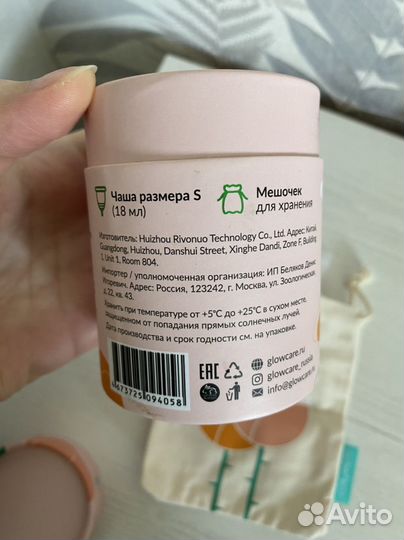 Чаша размера S
(18 мл)
Мешочек
для хранения
Изготовитель: Huizhou Rivonuo Technology Co., Ltd. Адрес: Китай,
Guangdong, Huizhou, Danshui Street, Xinghe Dandi, Zone F, Building
1, Unit 1, Room 804.
Импортер / уполномоченная организация: ИП Беляков Денис
Игоревич. Адрес: Россия, 123242, г. Москва, ул. Зоологическая,
д. 22, кв. 43.
Хранить при температуре от +5°C до +25°C в сухом месте,
защищенном от попадания прямых солнечных лучей.
Дата производства и срок годности см. на упаковке.
4673725094058
EAC
glowcare.ru
glowcare_russia
info@glowcare.ru
Avito